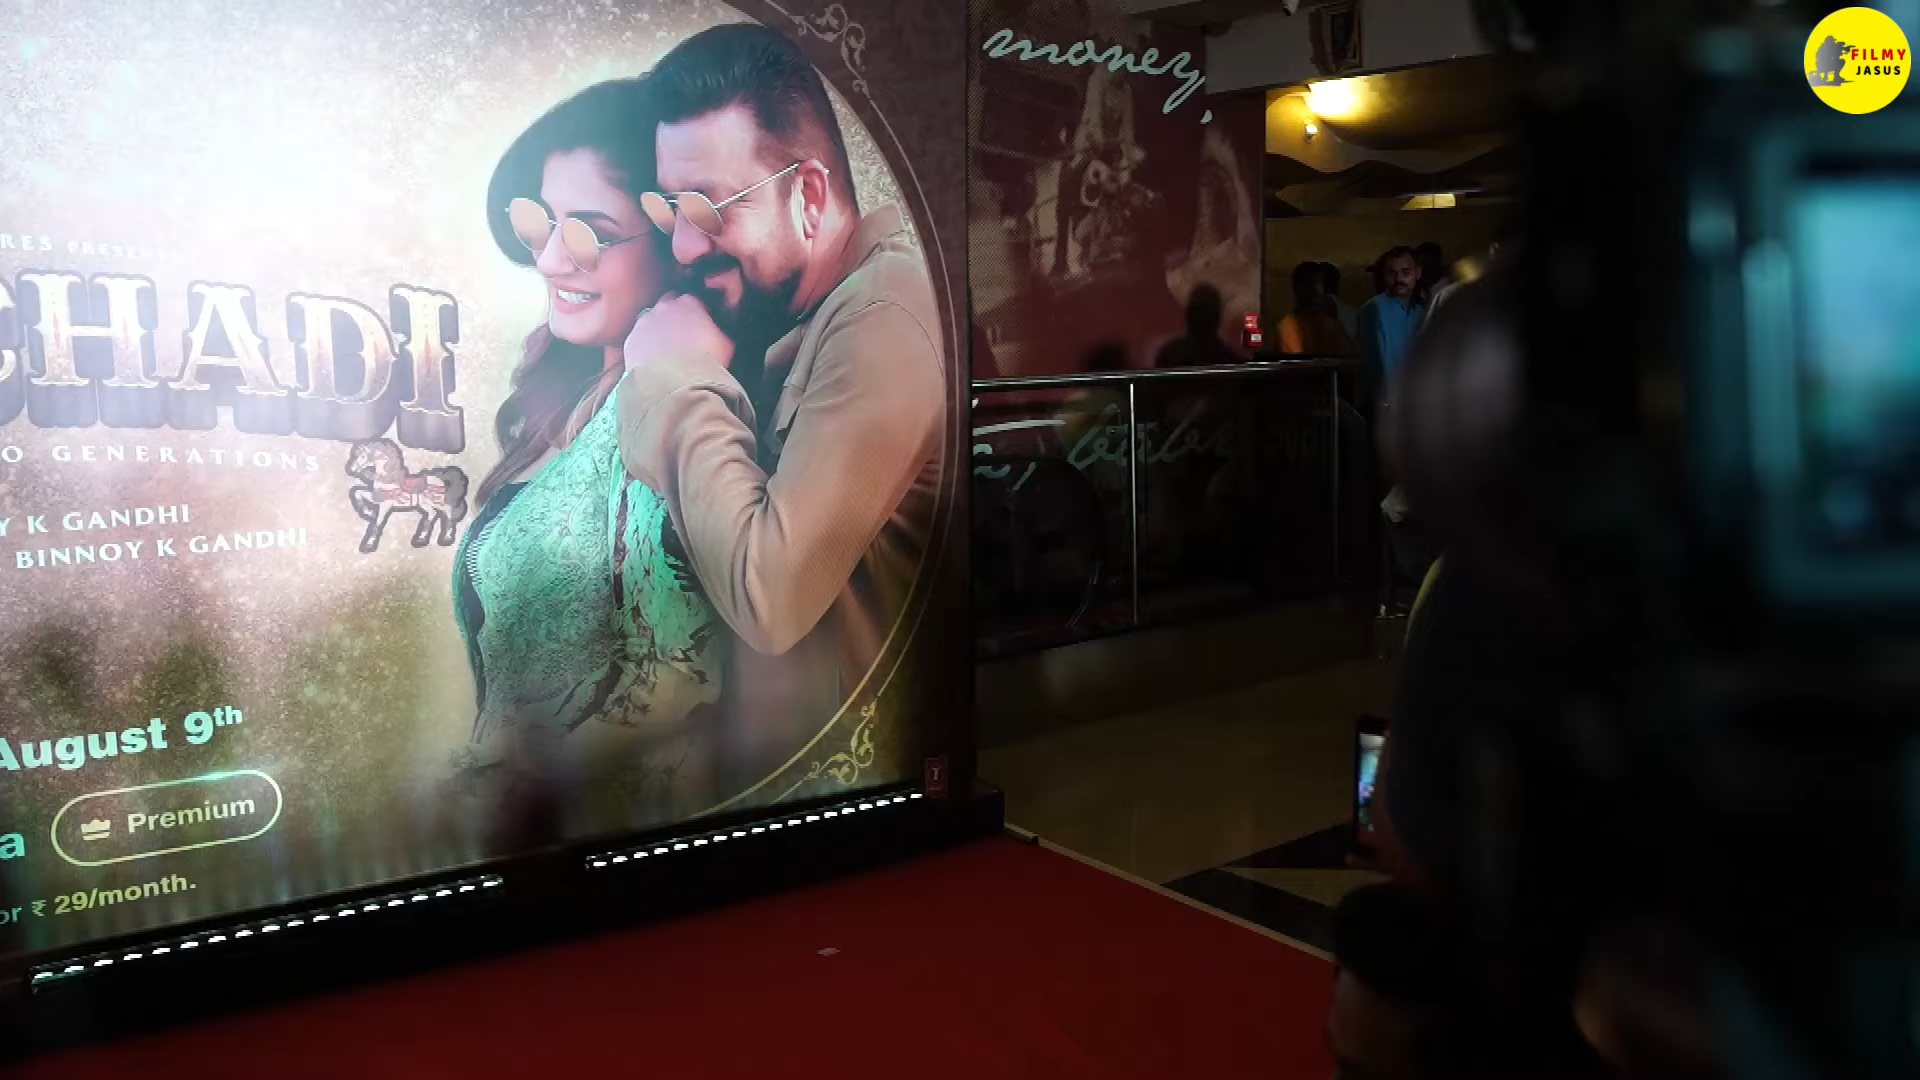 money,
FILMY
JASUS
RES PRESENTS
CHADI
O GENERATIONS
Y K GANDHI
BINNOY K GANDHI
August 9th
a Premium
or ₹ 29/month.